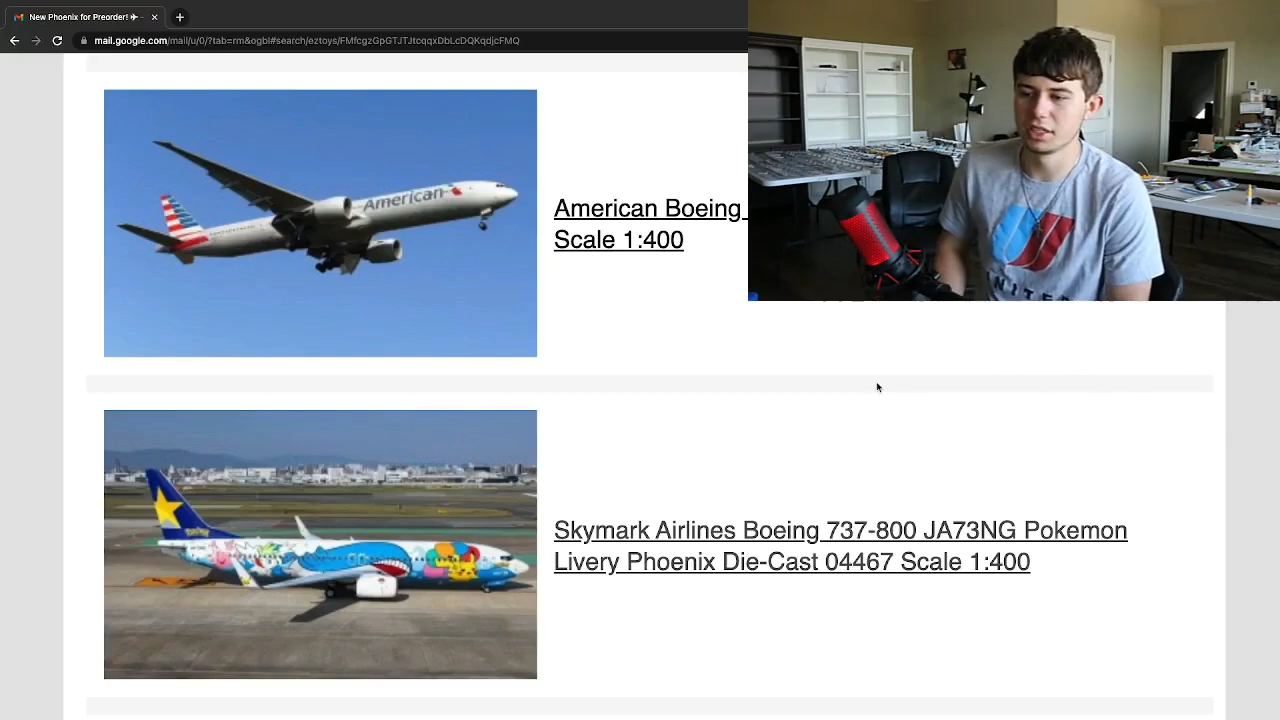 New Phoenix for Preorder! ✈ -
mail.google.com/mail/u/0/?tab=rm&ogbl#search/eztoys/FMfcgzGpGTJTJtcqqxDbLcDQKqdjcFMQ
American
American Boeing
Scale 1:400
UNITED
Skymark Airlines Boeing 737-800 JA73NG Pokemon
Livery Phoenix Die-Cast 04467 Scale 1:400